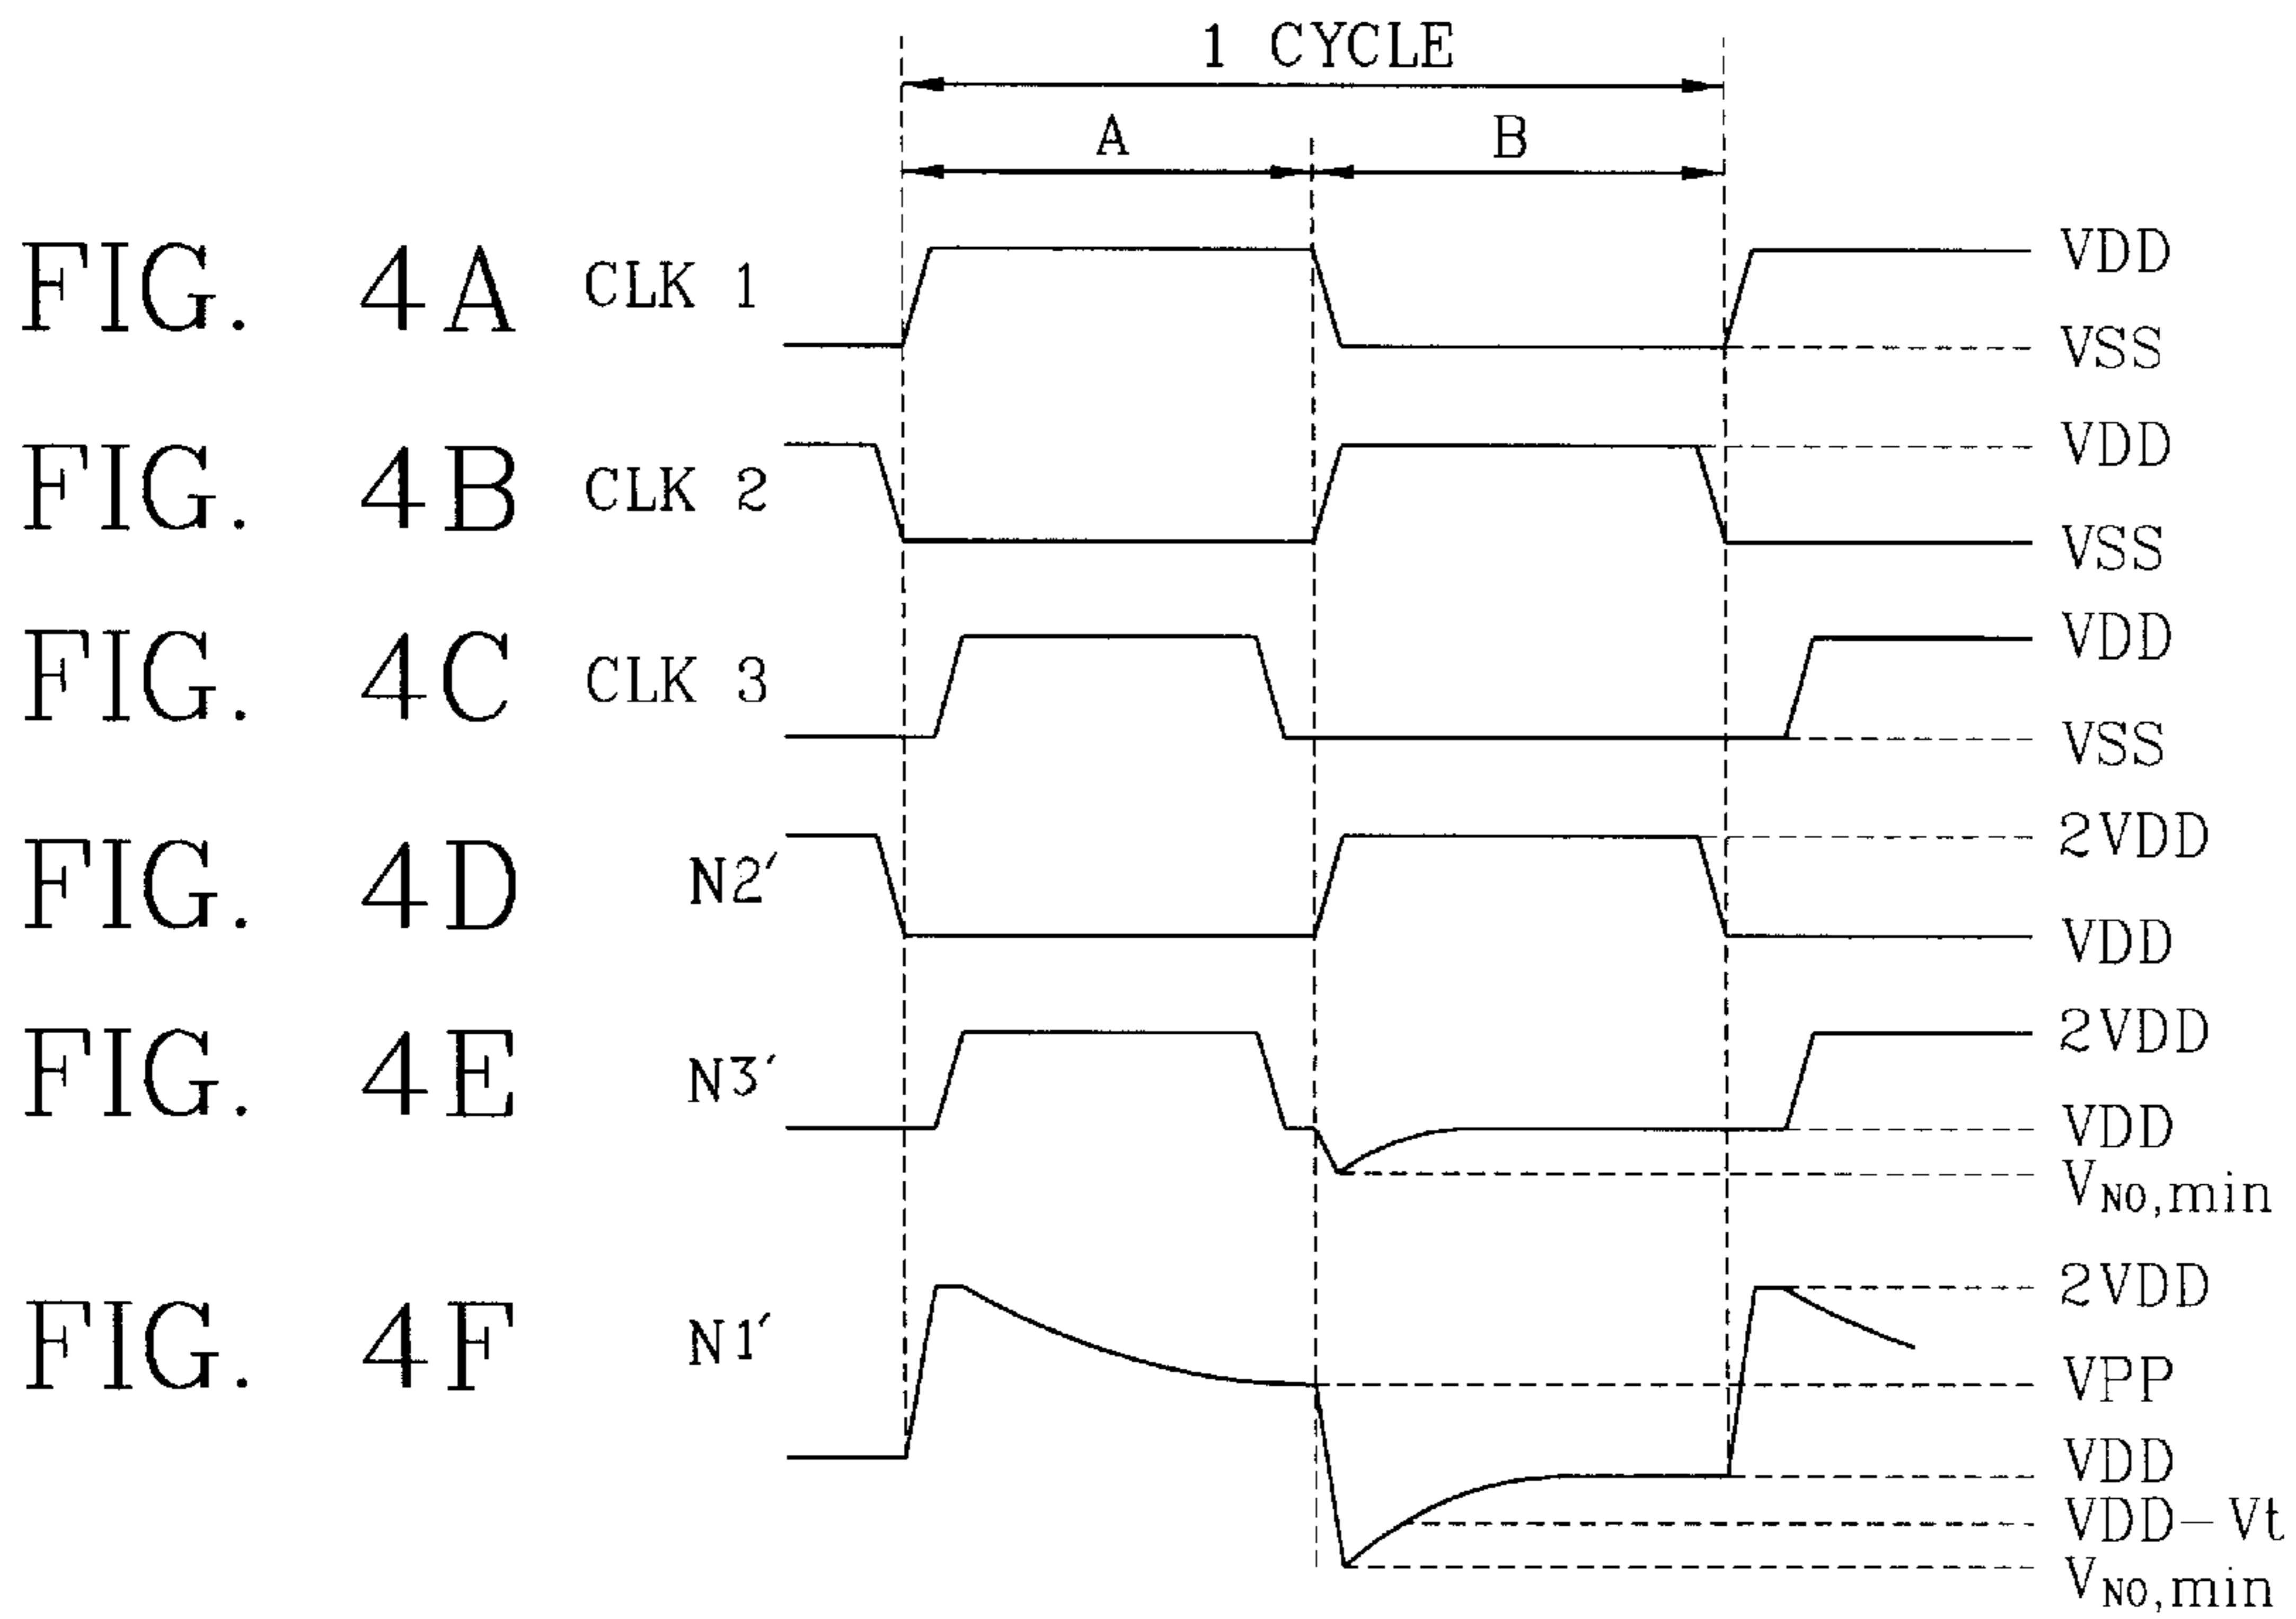 1 CYCLE
A B
FIG. 4A CLK 1 VDD
VSS
FIG. 4B CLK 2 VDD
VSS
FIG. 4C CLK 3 VDD
VSS
FIG. 4D N2′ 2VDD
VDD
FIG. 4E N3′ 2VDD
VDD
VNO,min
FIG. 4F N1′ 2VDD
VPP
VDD
VDD-Vt
VNO,min